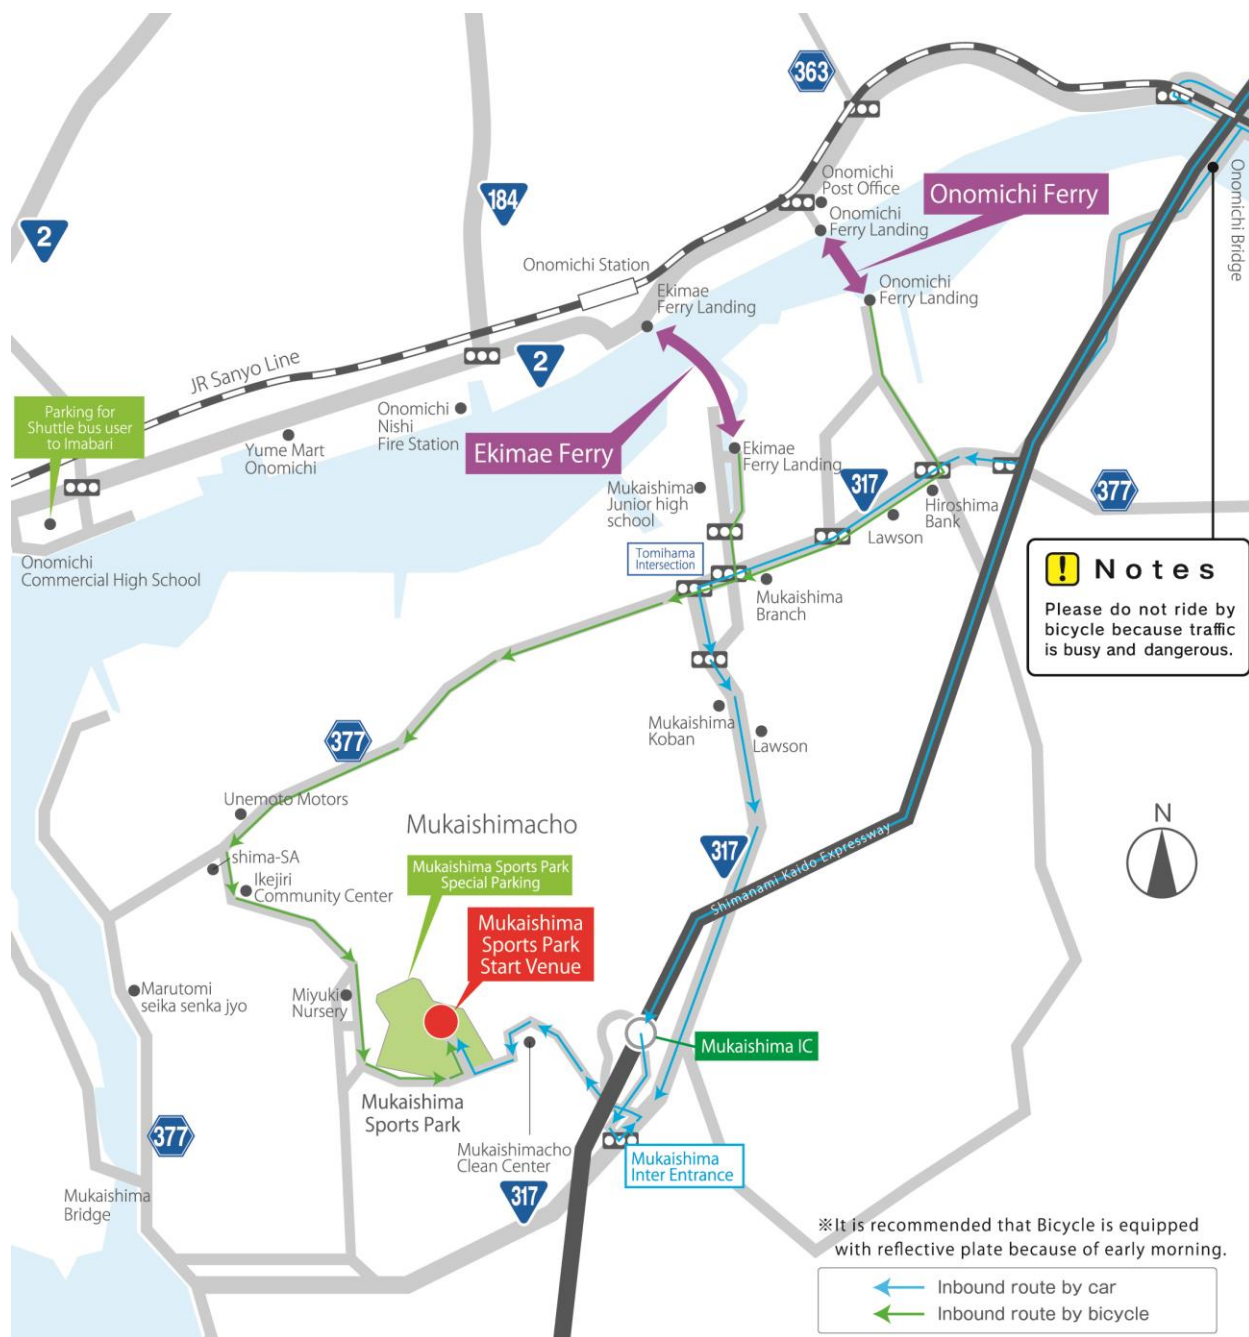 363
Onomichi
Post Office
Onomichi Ferry
Onomichi Bridge
184
Onomichi
Ferry Landing
2
Onomichi Station
Ekimae
Ferry Landing
Onomichi
Ferry Landing
JR Sanyo Line
2
Parking for
Shuttle bus user
to Imabari
Onomichi
Nishi
Fire Station
Yume Mart
Onomichi
Ekimae Ferry
Ekimae
Ferry Landing
Mukaishima
Junior high
school
317
377
Hiroshima
Bank
Lawson
Onomichi
Commercial High School
Tomihama
Intersection
Mukaishima
Branch
! Notes
Please do not ride by
bicycle because traffic
is busy and dangerous.
Mukaishima
Koban
Lawson
377
Unemoto Motors
Mukaishimacho
shima-SA
Ikejiri
Community Center
Mukaishima Sports Park
Special Parking
317
Shimanami Kaido Expressway
N
Mukaishima
Sports Park
Start Venue
Marutomi
seika senka jyo
Miyuki
Nursery
Mukaishima IC
Mukaishima
Sports Park
377
Mukaishimacho
Clean Center
Mukaishima
Inter Entrance
317
Mukaishima
Bridge
※It is recommended that Bicycle is equipped
with reflective plate because of early morning.
Inbound route by car
Inbound route by bicycle